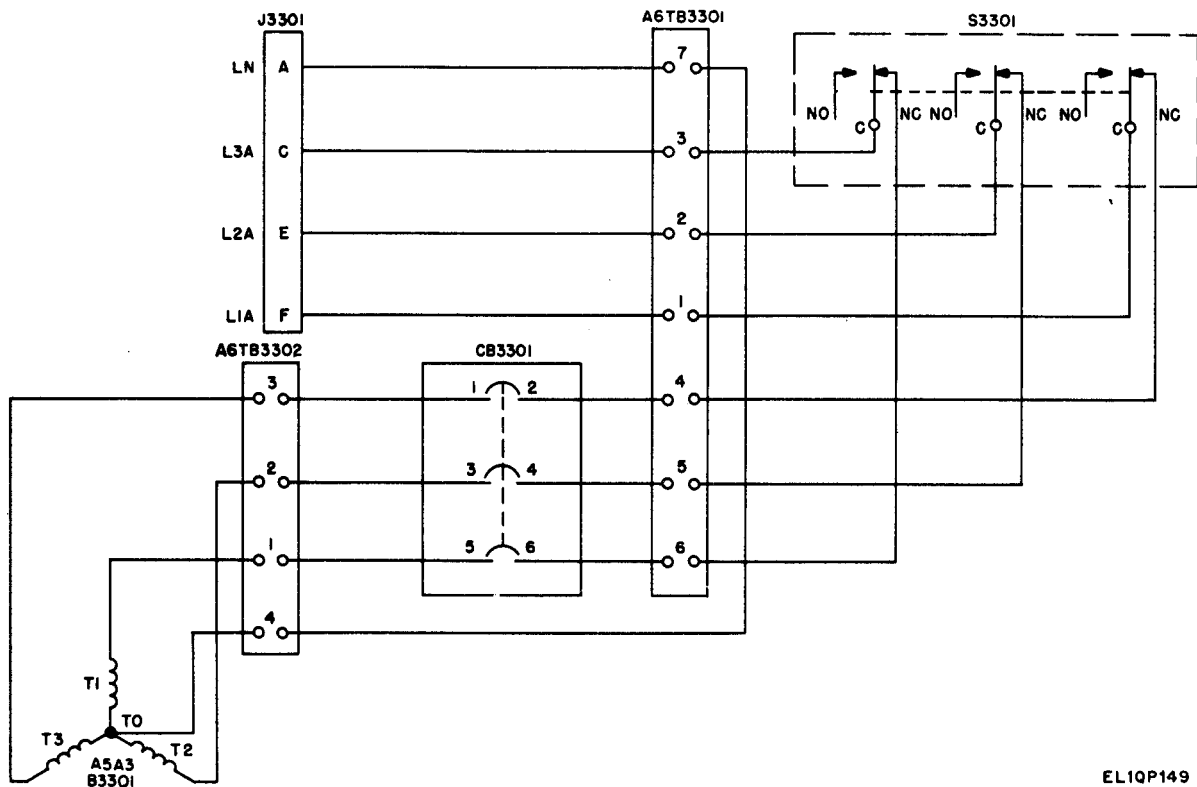 J3301
A6TB3301
S3301
LN A
7
NO C NC NO C NC NO C NC
L3A C
3
L2A E
2
L1A F
1
A6TB3302
CB3301
3
1 2
4
2
3 4
5
1
5 6
6
4
T1
T0
T3
T2
A5A3
B3301
EL1QP149